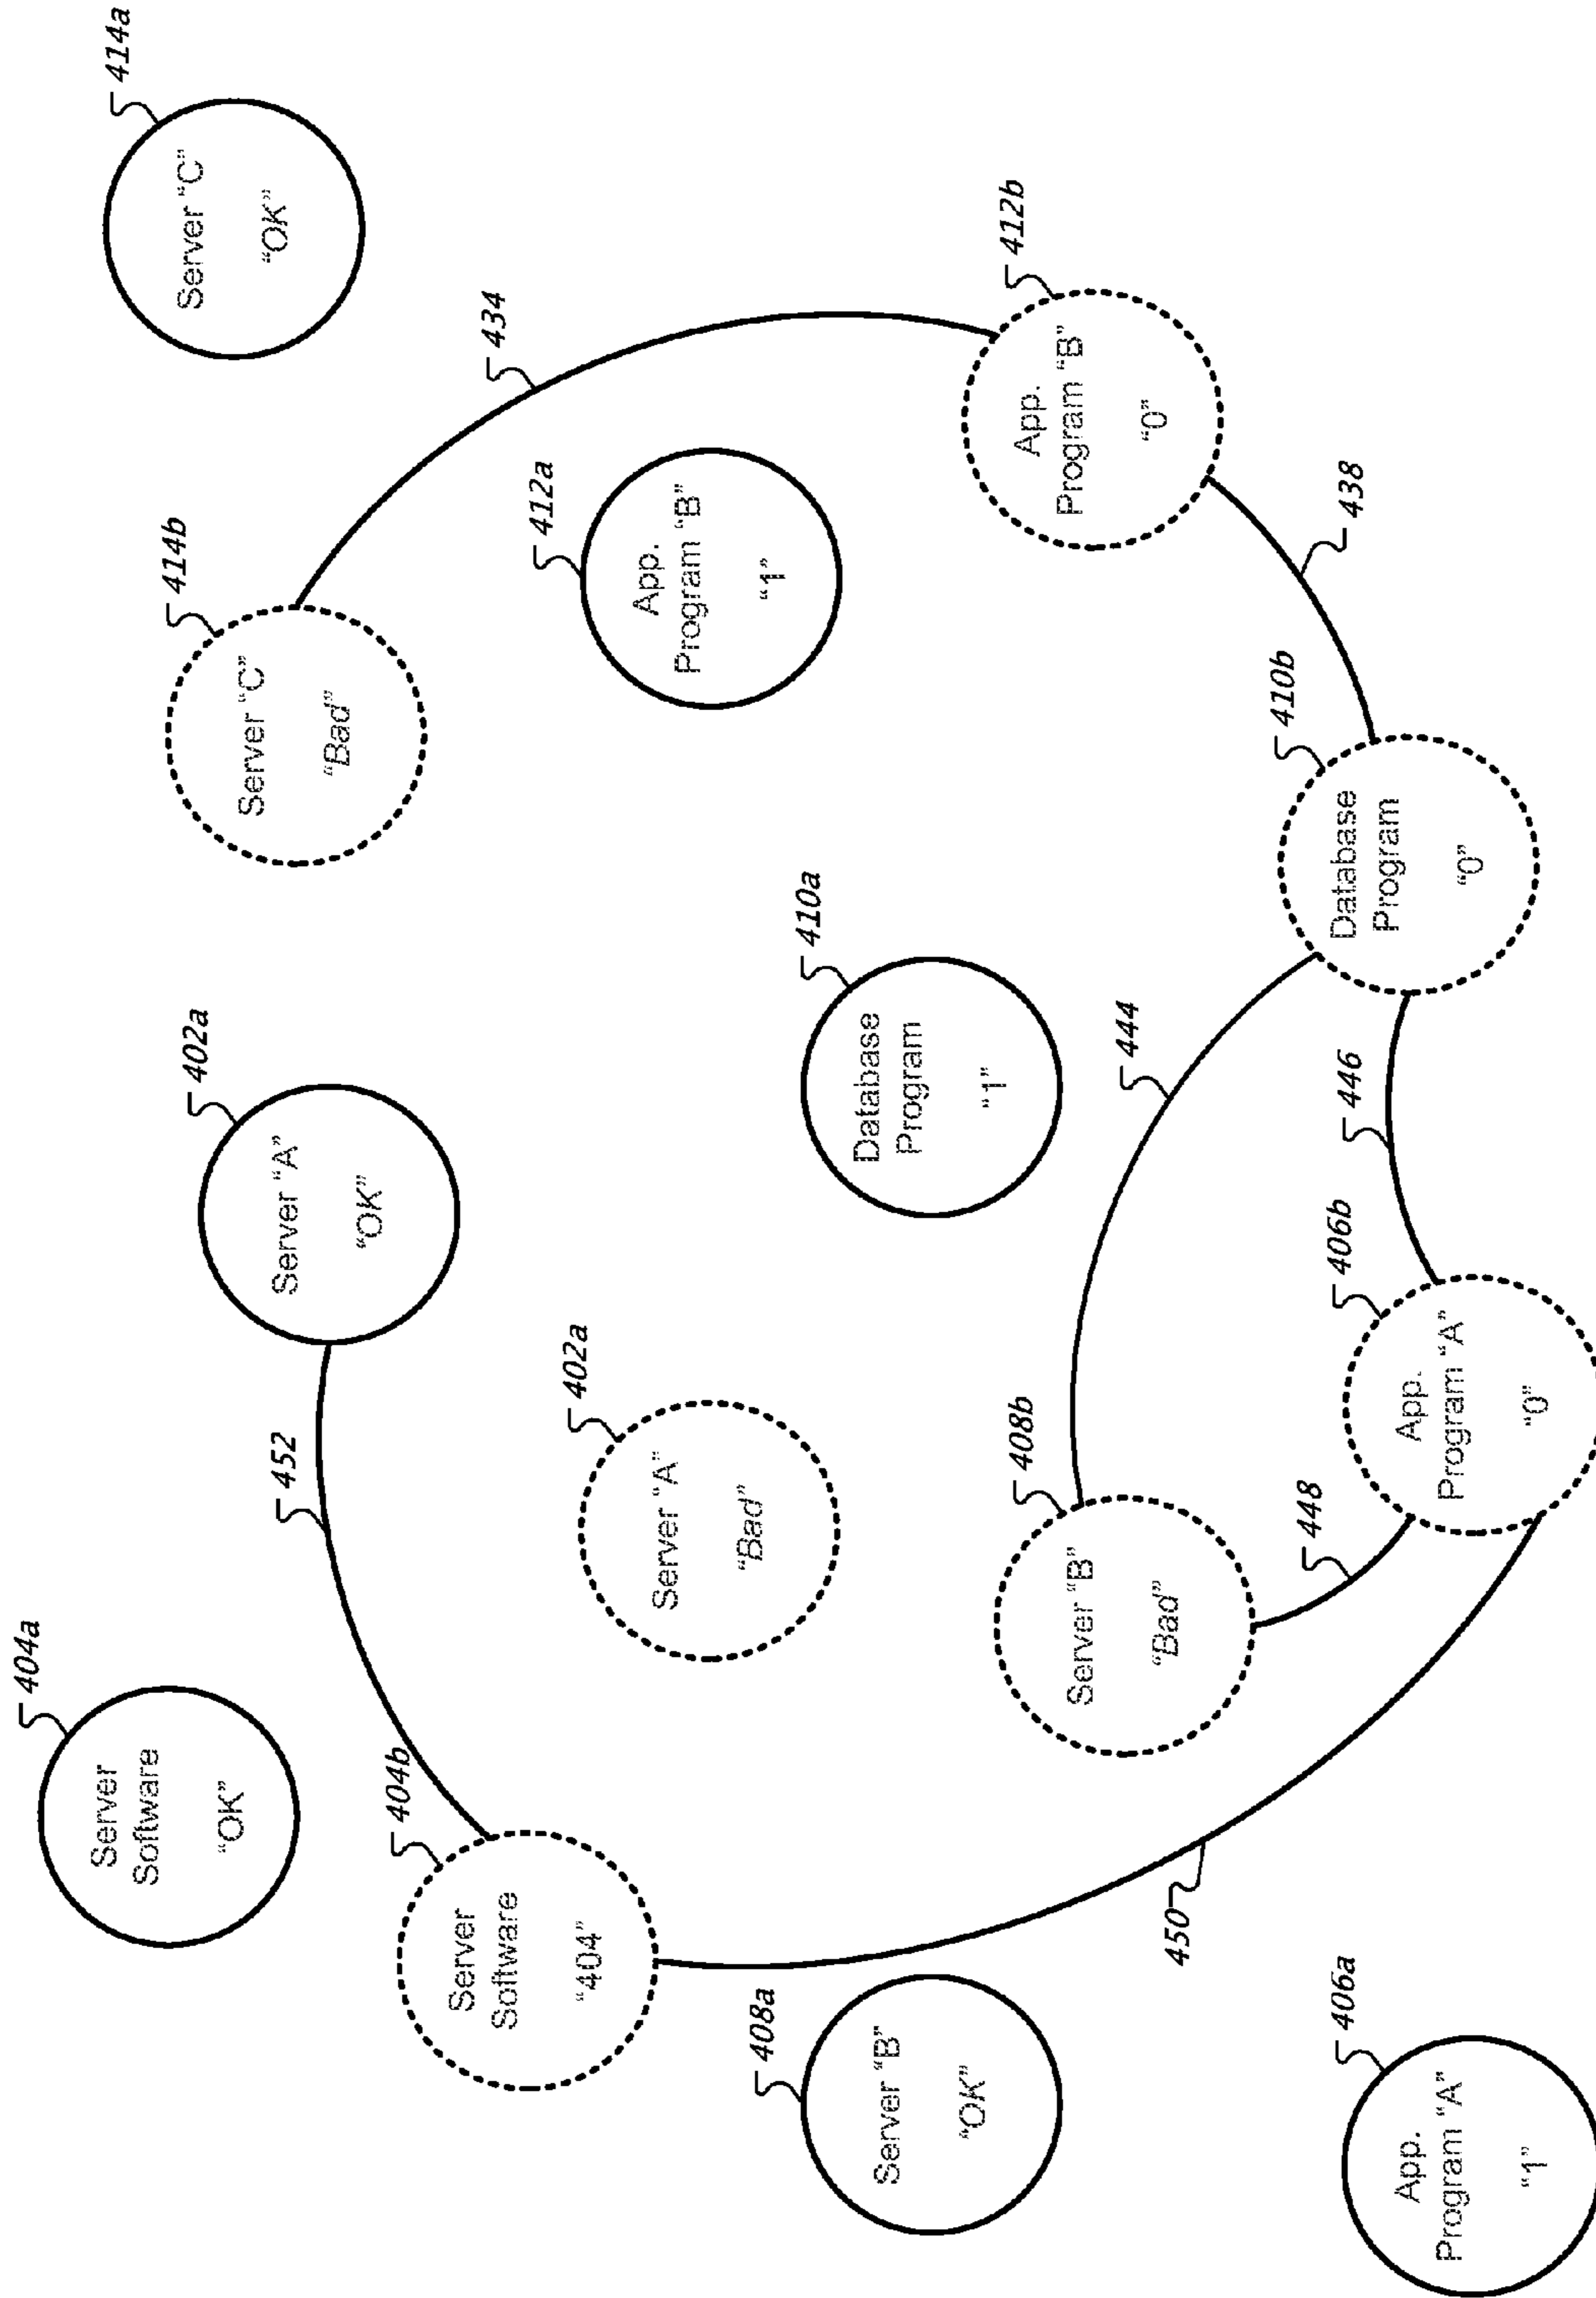 404a
Server
Software
"OK"
414a
Server "C"
"OK"
414b
Server "C"
"Bad"
402a
Server "A"
"OK"
452
404b
Server
Software
"404"
434
412a
App.
Program "B"
"1"
402a
Server "A"
"Bad"
408a
Server "B"
"OK"
410a
Database
Program
"1"
412b
App.
Program "B"
"0"
408b
Server "B"
"Bad"
444
450
410b
Database
Program
"0"
448
406a
App.
Program "A"
"1"
406b
App.
Program "A"
"0"
446
438